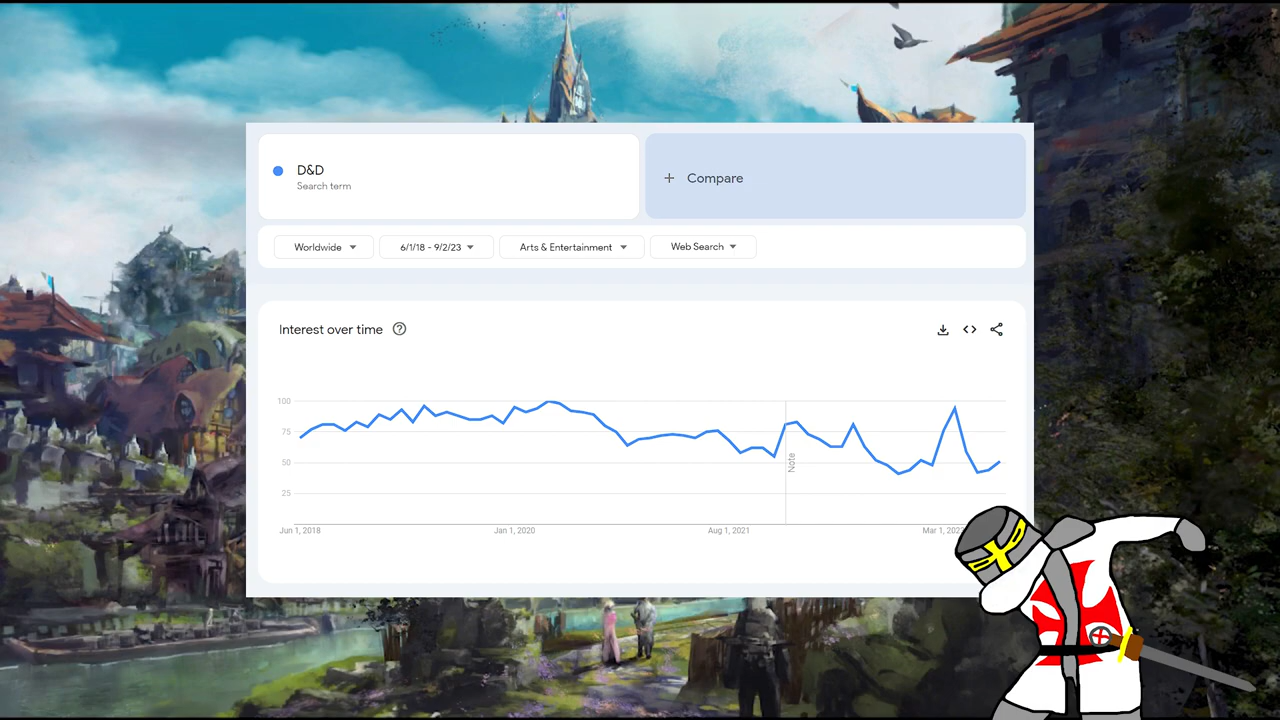 D&D
Search term
+ Compare
Worldwide
6/1/18 - 9/2/23
Arts & Entertainment
Web Search
Interest over time
100
75
50
25
Note
Jun 1, 2018
Jan 1, 2020
Aug 1, 2021
Mar 1, 202